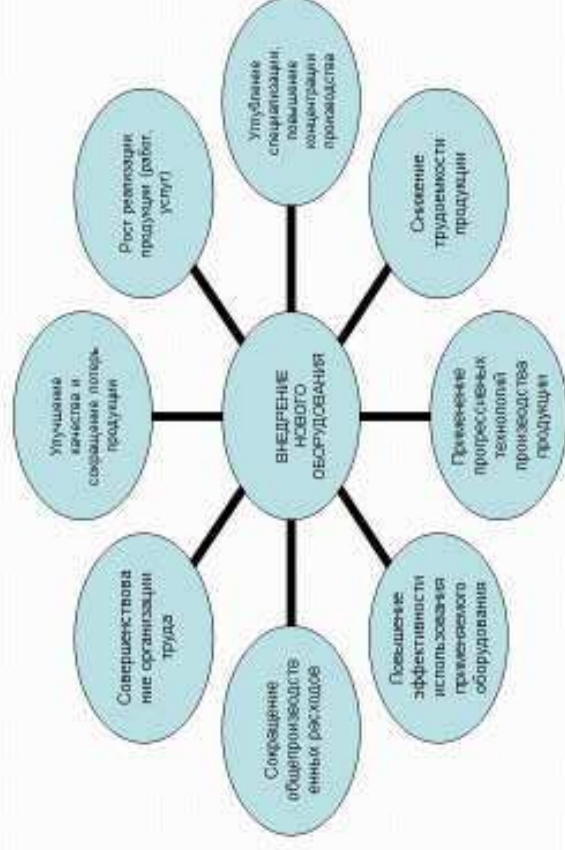 Улучшение
качества и
сокращение потерь
продукции
Рост реализации
продукции (работ,
услуг)
Углубление
специализации,
повышение
концентрации
производства
Снижение
трудоемкости
продукции
Применение
прогрессивных
технологий
производства
продукции
Повышение
эффективности
использования
применяемого
оборудования
Сокращение
общепроизводств
енных расходов
Совершенствова
ние организации
труда
ВНЕДРЕНИЕ
НОВОГО
ОБОРУДОВАНИЯ